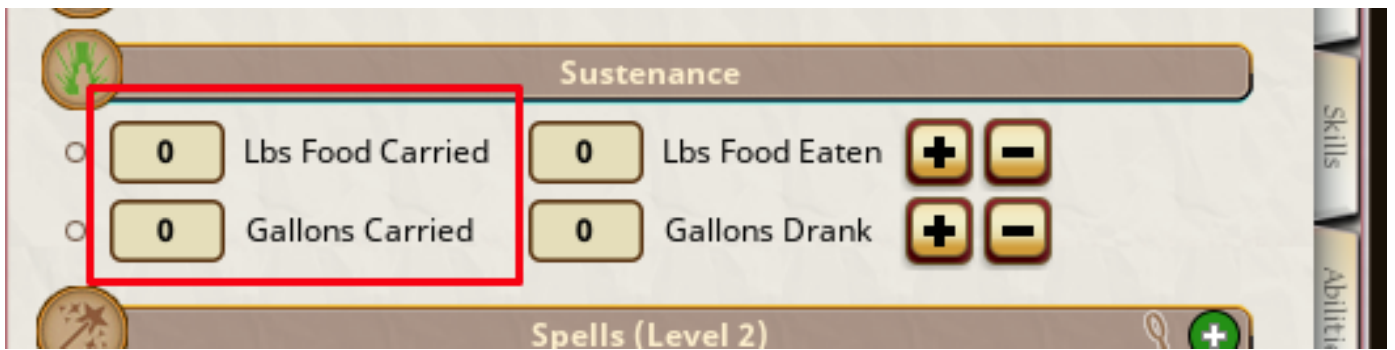 Sustenance
0 Lbs Food Carried 0 Lbs Food Eaten + −
0 Gallons Carried 0 Gallons Drank + −
Spells (Level 2) +
Skills